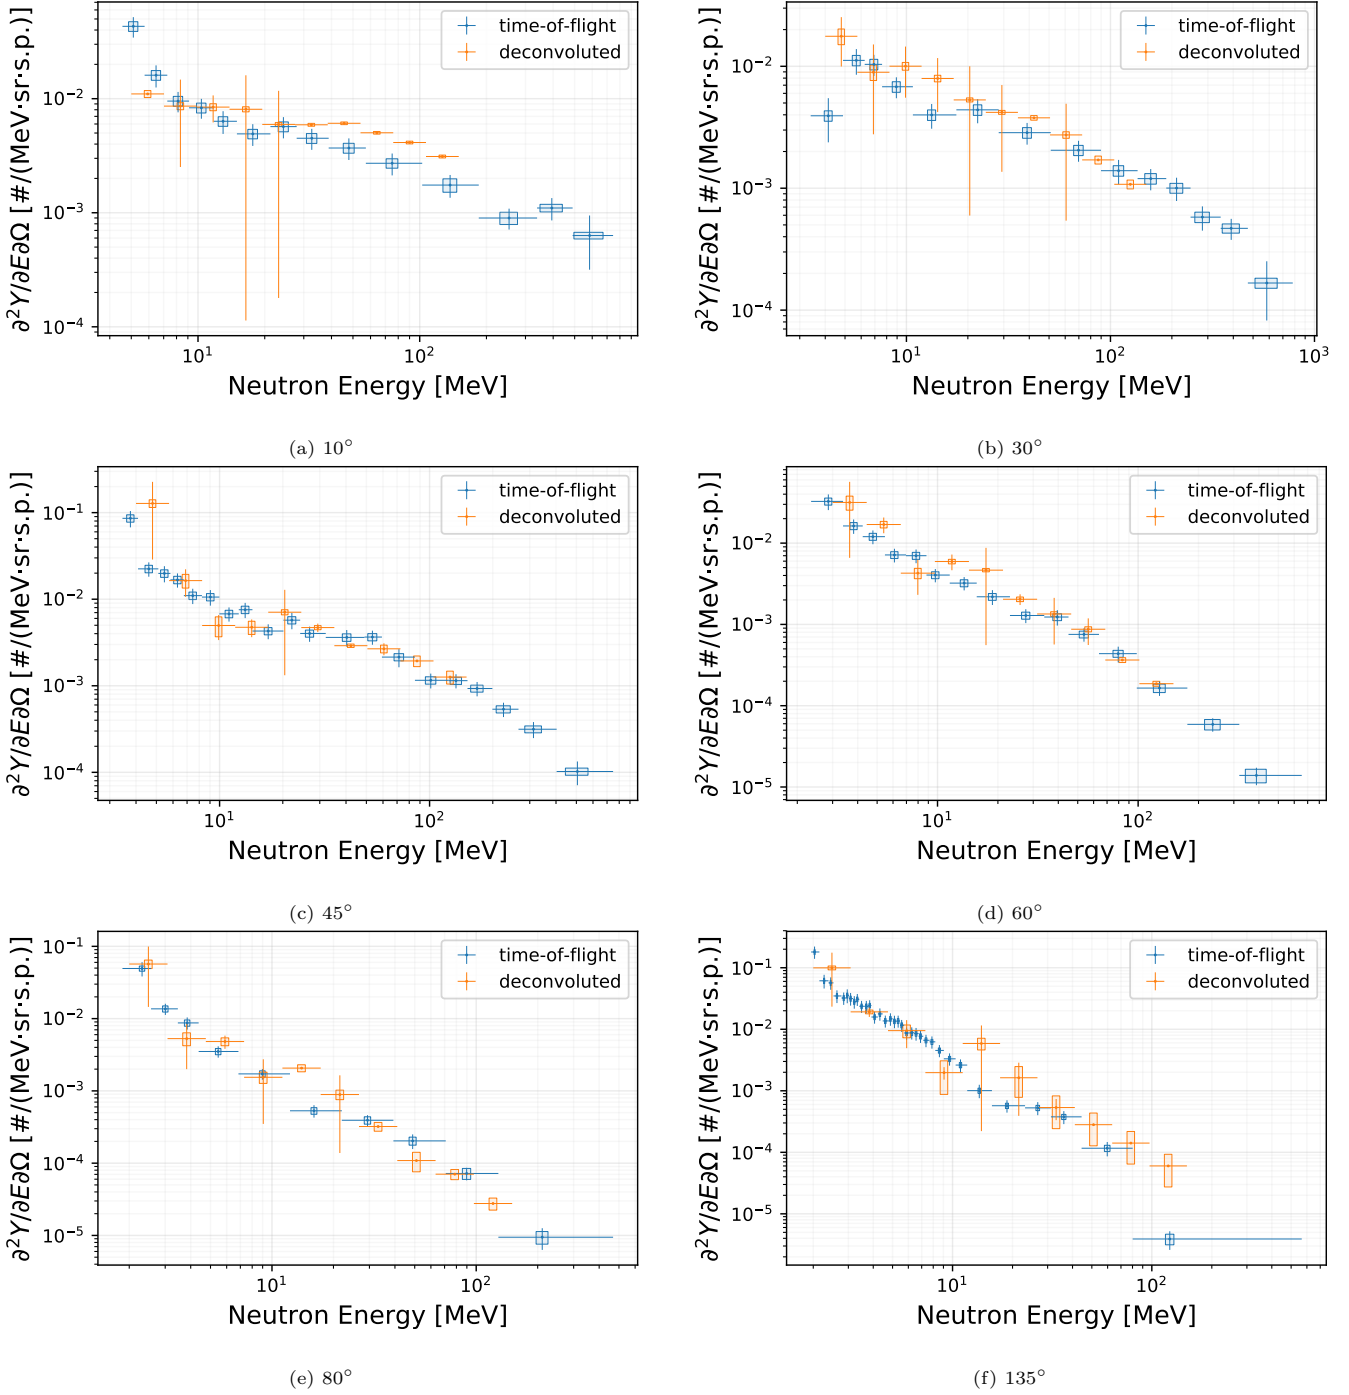 ∂²Y/∂E∂Ω [#/(MeV·sr·s.p.)]
10⁻²
10⁻³
10⁻⁴
time-of-flight
deconvoluted
10¹ 10²
Neutron Energy [MeV]
(a) 10°
∂²Y/∂E∂Ω [#/(MeV·sr·s.p.)]
10⁻²
10⁻³
10⁻⁴
time-of-flight
deconvoluted
10¹ 10² 10³
Neutron Energy [MeV]
(b) 30°
∂²Y/∂E∂Ω [#/(MeV·sr·s.p.)]
10⁻¹
10⁻²
10⁻³
10⁻⁴
time-of-flight
deconvoluted
10¹ 10²
Neutron Energy [MeV]
(c) 45°
∂²Y/∂E∂Ω [#/(MeV·sr·s.p.)]
10⁻²
10⁻³
10⁻⁴
10⁻⁵
time-of-flight
deconvoluted
10¹ 10²
Neutron Energy [MeV]
(d) 60°
∂²Y/∂E∂Ω [#/(MeV·sr·s.p.)]
10⁻¹
10⁻²
10⁻³
10⁻⁴
10⁻⁵
time-of-flight
deconvoluted
10¹ 10²
Neutron Energy [MeV]
(e) 80°
∂²Y/∂E∂Ω [#/(MeV·sr·s.p.)]
10⁻¹
10⁻²
10⁻³
10⁻⁴
10⁻⁵
time-of-flight
deconvoluted
10¹ 10²
Neutron Energy [MeV]
(f) 135°